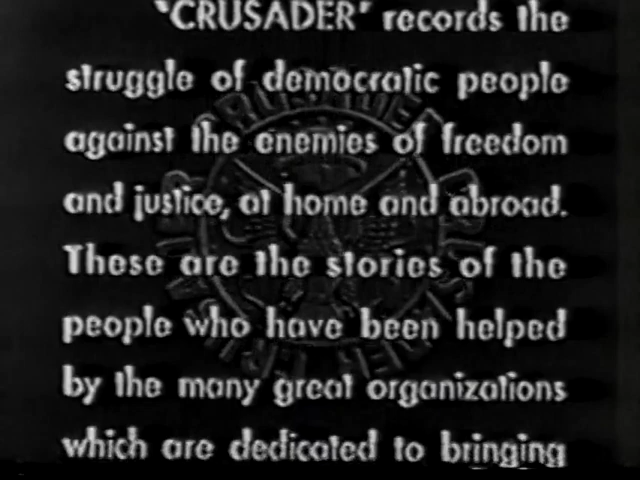 "CRUSADER" records the
struggle of democratic people
against the enemies of freedom
and justice, at home and abroad.
These are the stories of the
people who have been helped
by the many great organizations
which are dedicated to bringing